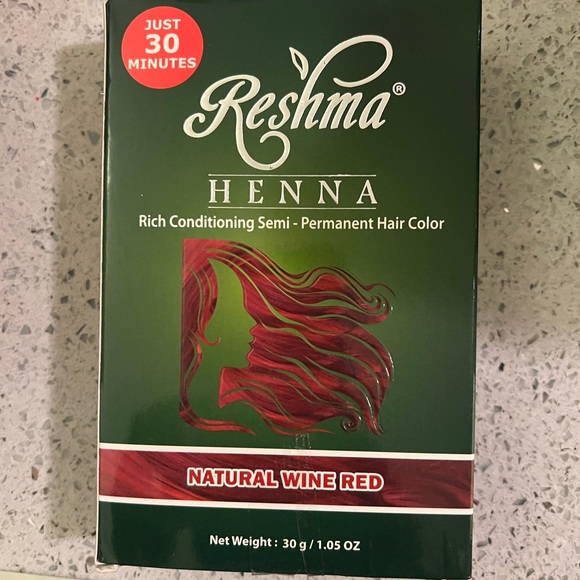 JUST
30
MINUTES
Reshma®
HENNA
Rich Conditioning Semi - Permanent Hair Color
NATURAL WINE RED
Net Weight : 30 g / 1.05 OZ